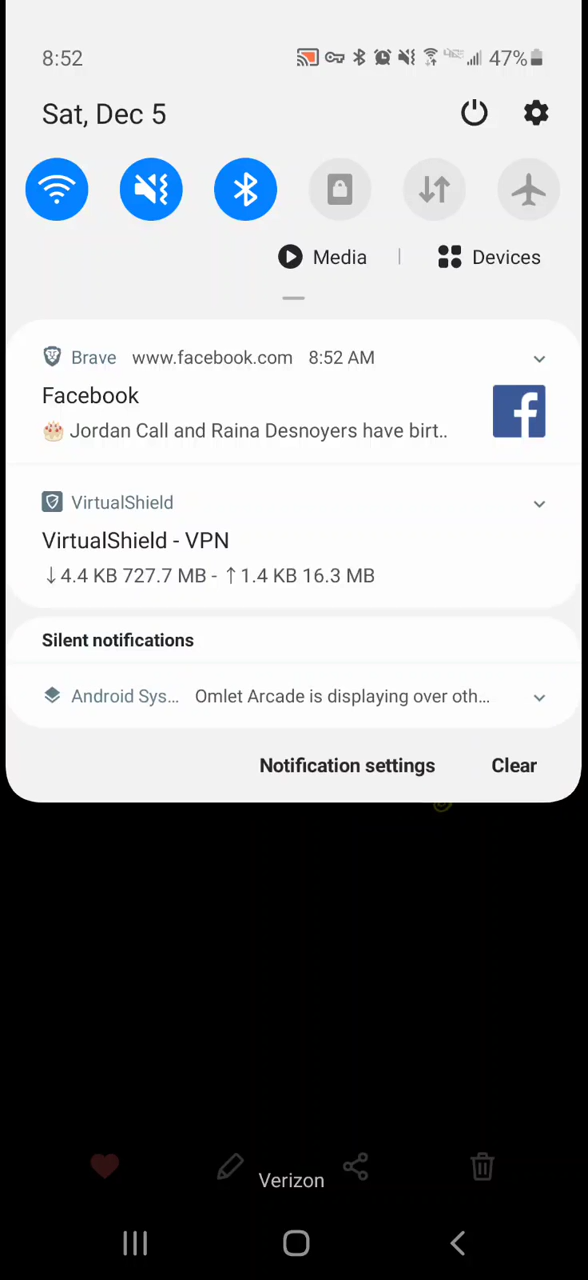 8:52 47%
Sat, Dec 5
Media | Devices
Brave www.facebook.com 8:52 AM
Facebook
🎂 Jordan Call and Raina Desnoyers have birt..
VirtualShield
VirtualShield - VPN
↓4.4 KB 727.7 MB - ↑1.4 KB 16.3 MB
Silent notifications
Android Sys... Omlet Arcade is displaying over oth...
Notification settings Clear
Verizon